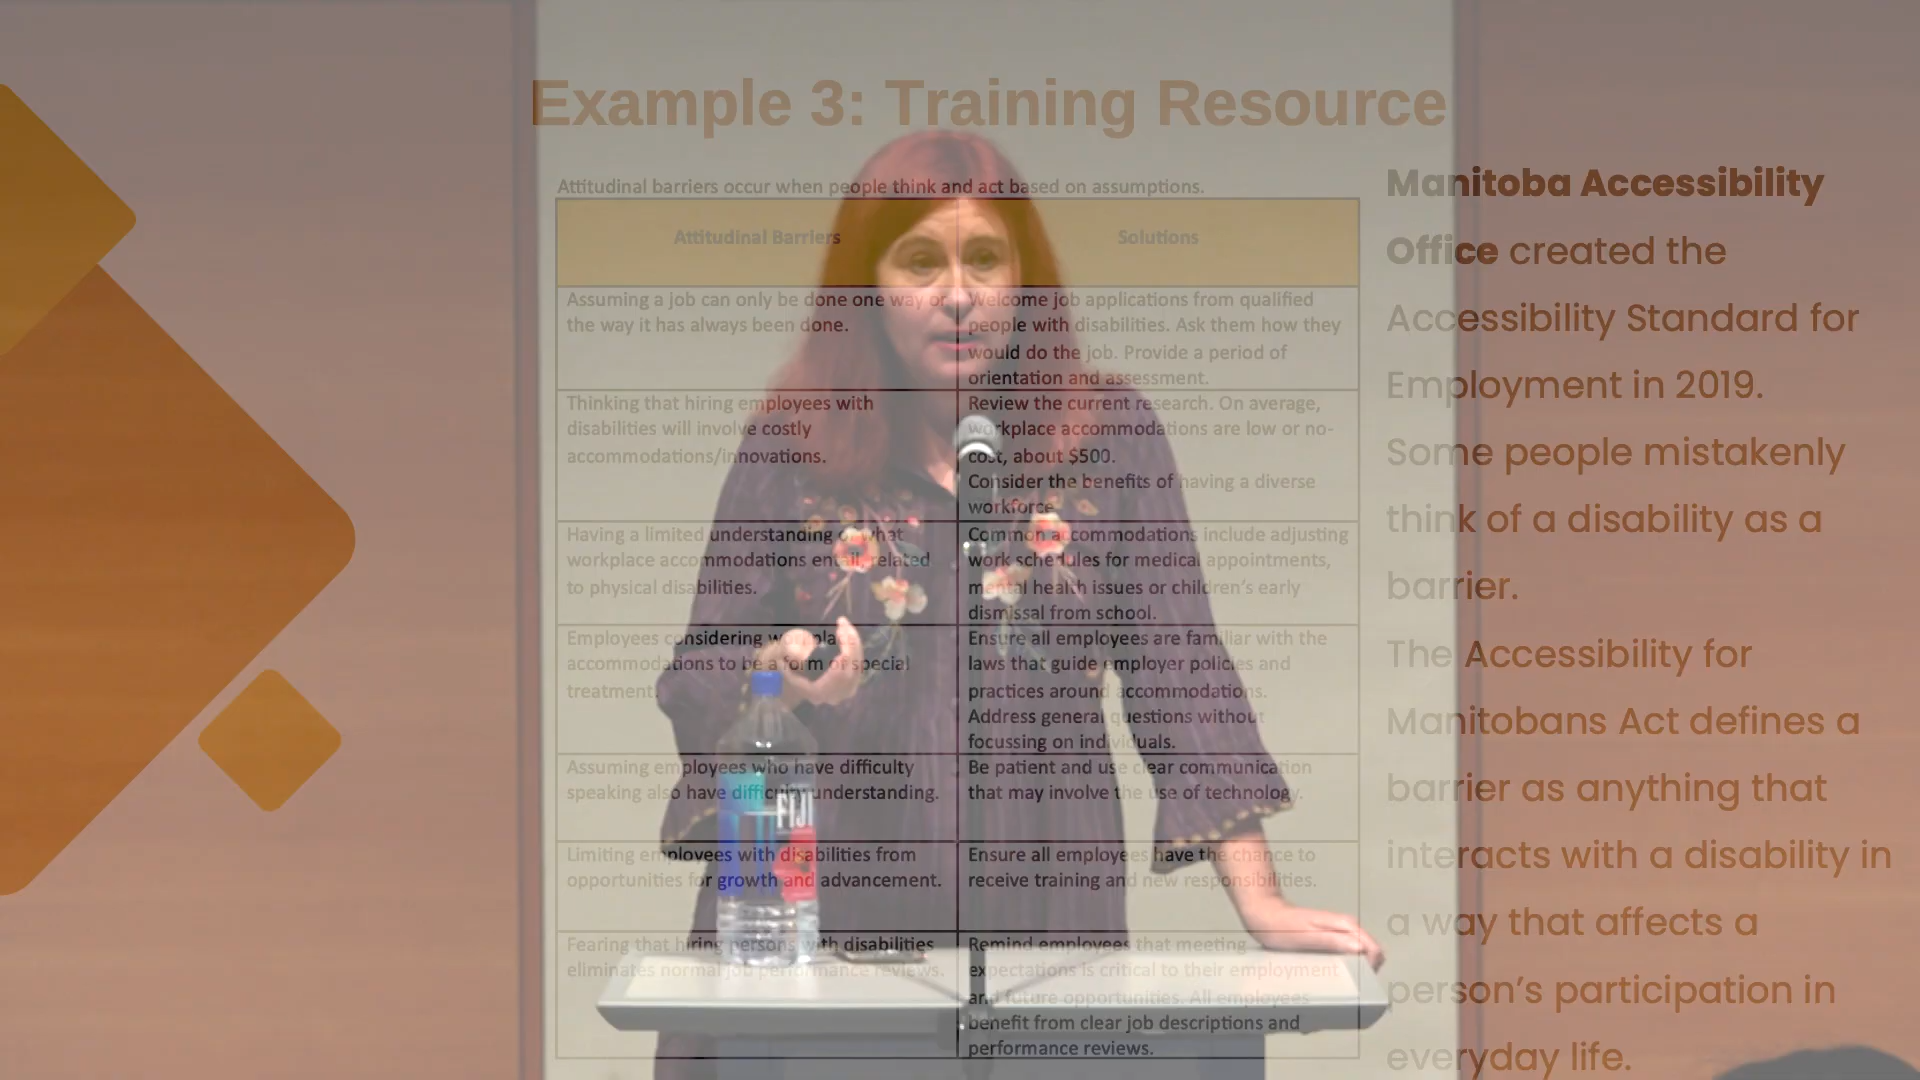 Example 3: Training Resource
Attitudinal barriers occur when people think and act based on assumptions.
Attitudinal Barriers
Solutions
Assuming a job can only be done one way or
the way it has always been done.
Welcome job applications from qualified
people with disabilities. Ask them how they
would do the job. Provide a period of
orientation and assessment.
Thinking that hiring employees with
disabilities will involve costly
accommodations/innovations.
Review the current research. On average,
workplace accommodations are low or no-
cost, about $500.
Consider the benefits of having a diverse
workforce
Having a limited understanding of what
workplace accommodations entail, related
to physical disabilities.
Common accommodations include adjusting
work schedules for medical appointments,
mental health issues or children's early
dismissal from school.
Employees considering workplace
accommodations to be a form of special
treatment.
Ensure all employees are familiar with the
laws that guide employer policies and
practices around accommodations.
Address general questions without
focussing on individuals.
Assuming employees who have difficulty
speaking also have difficulty understanding.
Be patient and use clear communication
that may involve the use of technology.
Limiting employees with disabilities from
opportunities for growth and advancement.
Ensure all employees have the chance to
receive training and new responsibilities.
Fearing that hiring persons with disabilities
eliminates normal job performance reviews.
Remind employees that meeting
expectations is critical to their employment
and future opportunities. All employees
benefit from clear job descriptions and
performance reviews.
Manitoba Accessibility
Office created the
Accessibility Standard for
Employment in 2019.
Some people mistakenly
think of a disability as a
barrier.
The Accessibility for
Manitobans Act defines a
barrier as anything that
interacts with a disability in
a way that affects a
person's participation in
everyday life.
FIJI